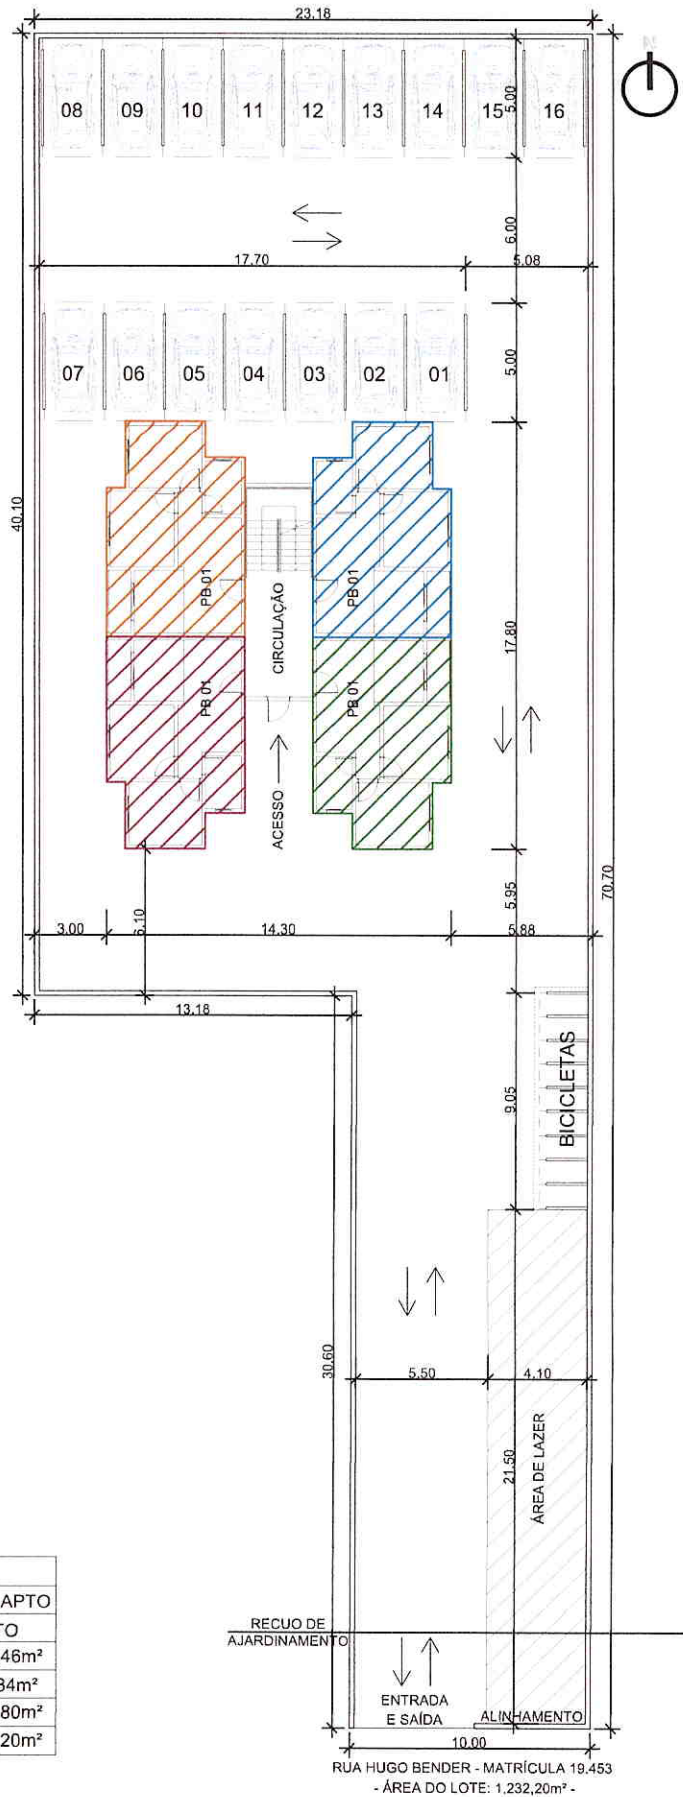 23.18
08 09 10 11 12 13 14 15 16
5.00
6.00
17.70 5.08
5.00
07 06 05 04 03 02 01
40.10
PB 01
CIRCULAÇÃO
PB 01
17.80
PB 01
PB 01
ACESSO
70.70
5.95
3.00 6.10 14.30 5.88
13.18
BICICLETAS
9.05
30.60
5.50 4.10
ÁREA DE LAZER
21.50
APTO
TO
46m²
34m²
80m²
20m²
RECUO DE
AJARDINAMENTO
ENTRADA
E SAÍDA
ALINHAMENTO
10.00
RUA HUGO BENDER - MATRÍCULA 19.453
- ÁREA DO LOTE: 1,232,20m² -